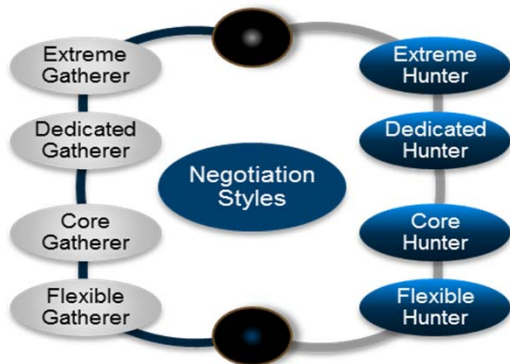 Extreme
Gatherer
Dedicated
Gatherer
Core
Gatherer
Flexible
Gatherer
Negotiation
Styles
Extreme
Hunter
Dedicated
Hunter
Core
Hunter
Flexible
Hunter